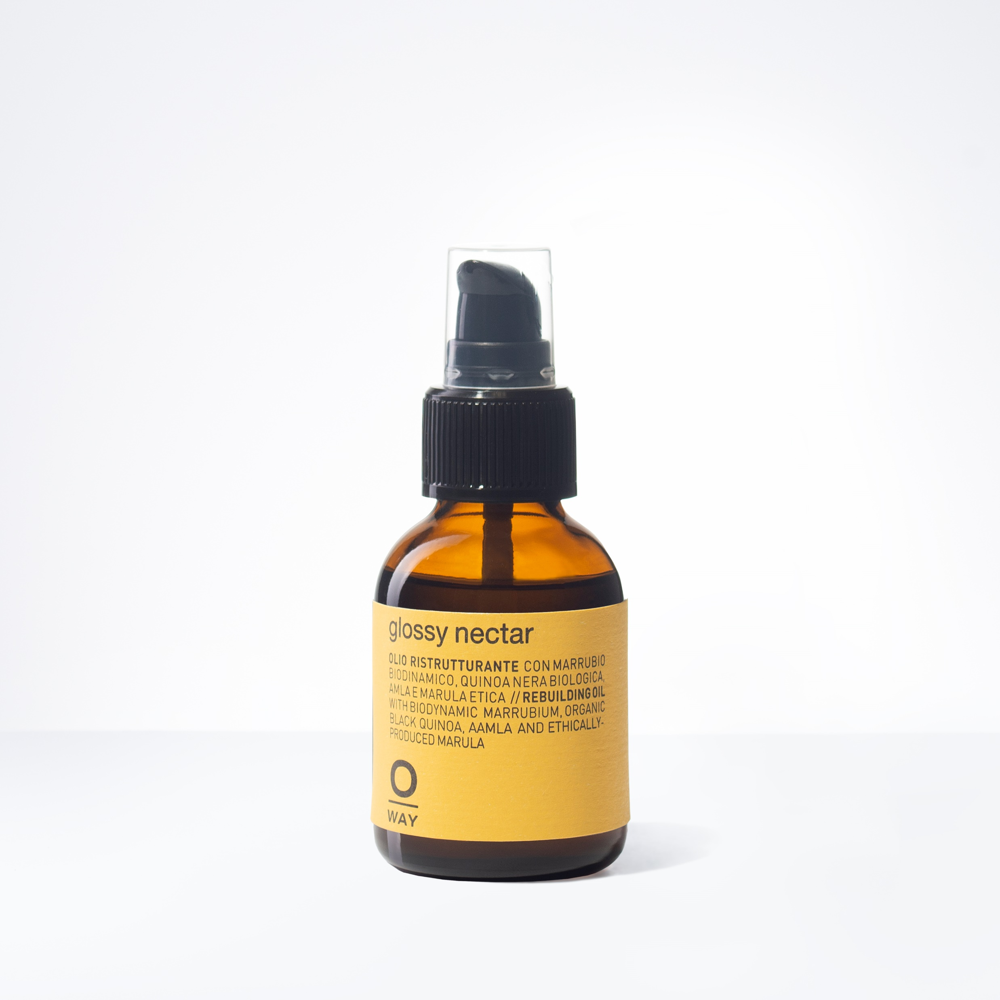 glossy nectar
OLIO RISTRUTTURANTE CON MARRUBIO
BIODINAMICO, QUINOA NERA BIOLOGICA,
AMLA E MARULA ETICA // REBUILDING OIL
WITH BIODYNAMIC MARRUBIUM, ORGANIC
BLACK QUINOA, AAMLA AND ETHICALLY-
PRODUCED MARULA
O
WAY